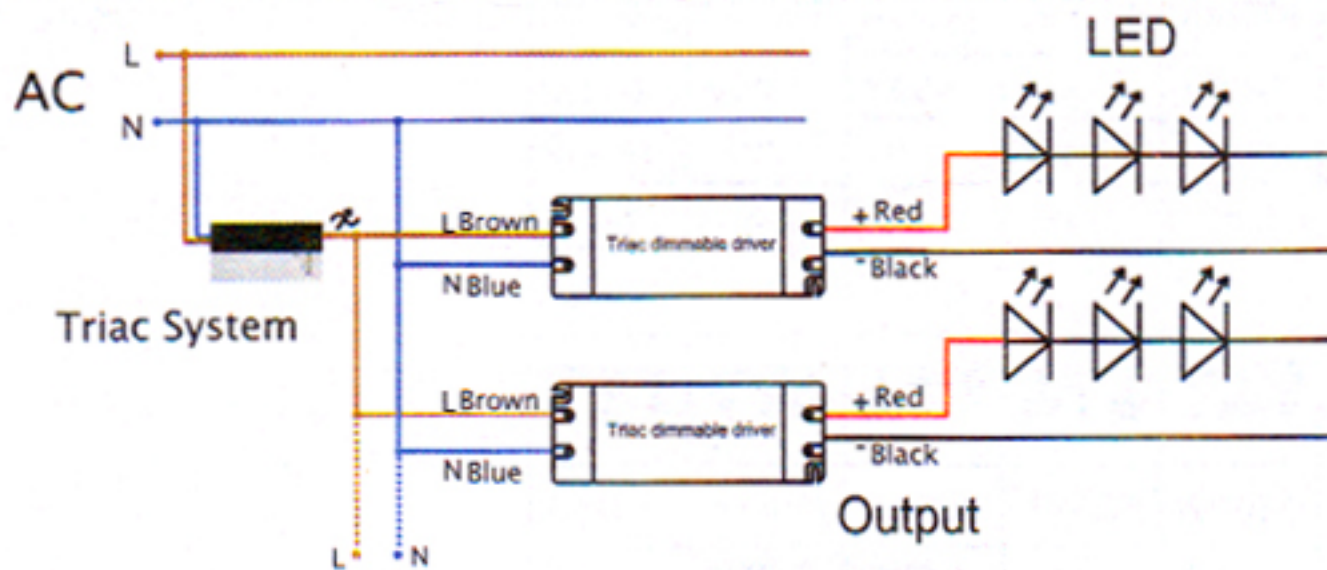 LED
L
AC
N
L Brown
Triac dimmable driver
+ Red
N Blue
- Black
Triac System
L Brown
Triac dimmable driver
+ Red
N Blue
- Black
Output
L N